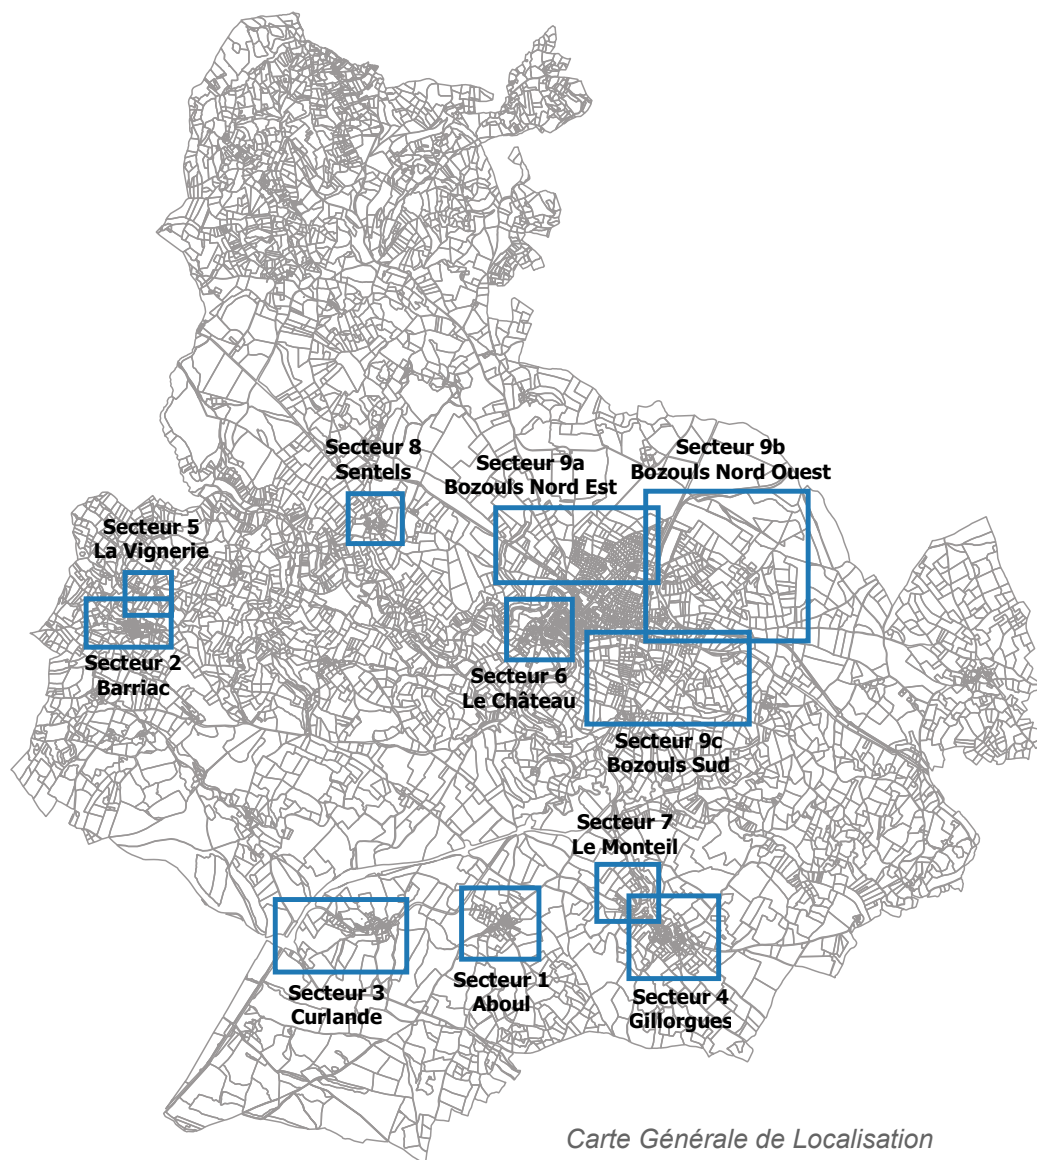 Secteur 8
Sentels
Secteur 9a
Bozouls Nord Est
Secteur 9b
Bozouls Nord Ouest
Secteur 5
La Vignerie
Secteur 2
Barriac
Secteur 6
Le Château
Secteur 9c
Bozouls Sud
Secteur 7
Le Monteil
Secteur 3
Curlande
Secteur 1
Aboul
Secteur 4
Gillorgues
Carte Générale de Localisation